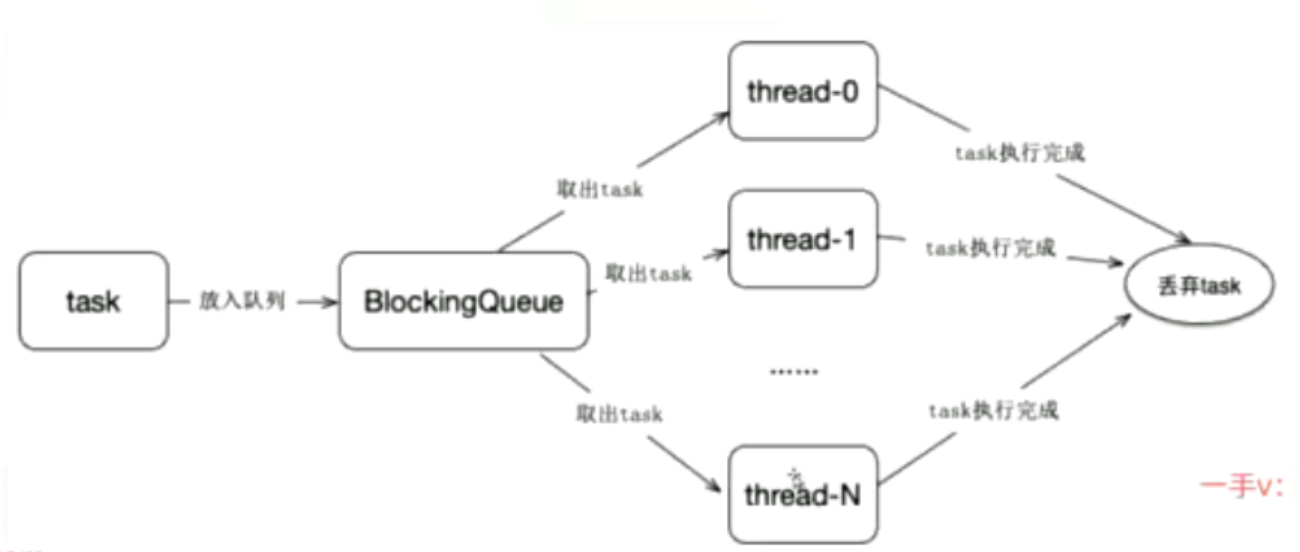 thread-0
task执行完成
取出task
thread-1
task执行完成
取出task
task
放入队列
BlockingQueue
丢弃task
......
取出task
task执行完成
thread-N
一手v: